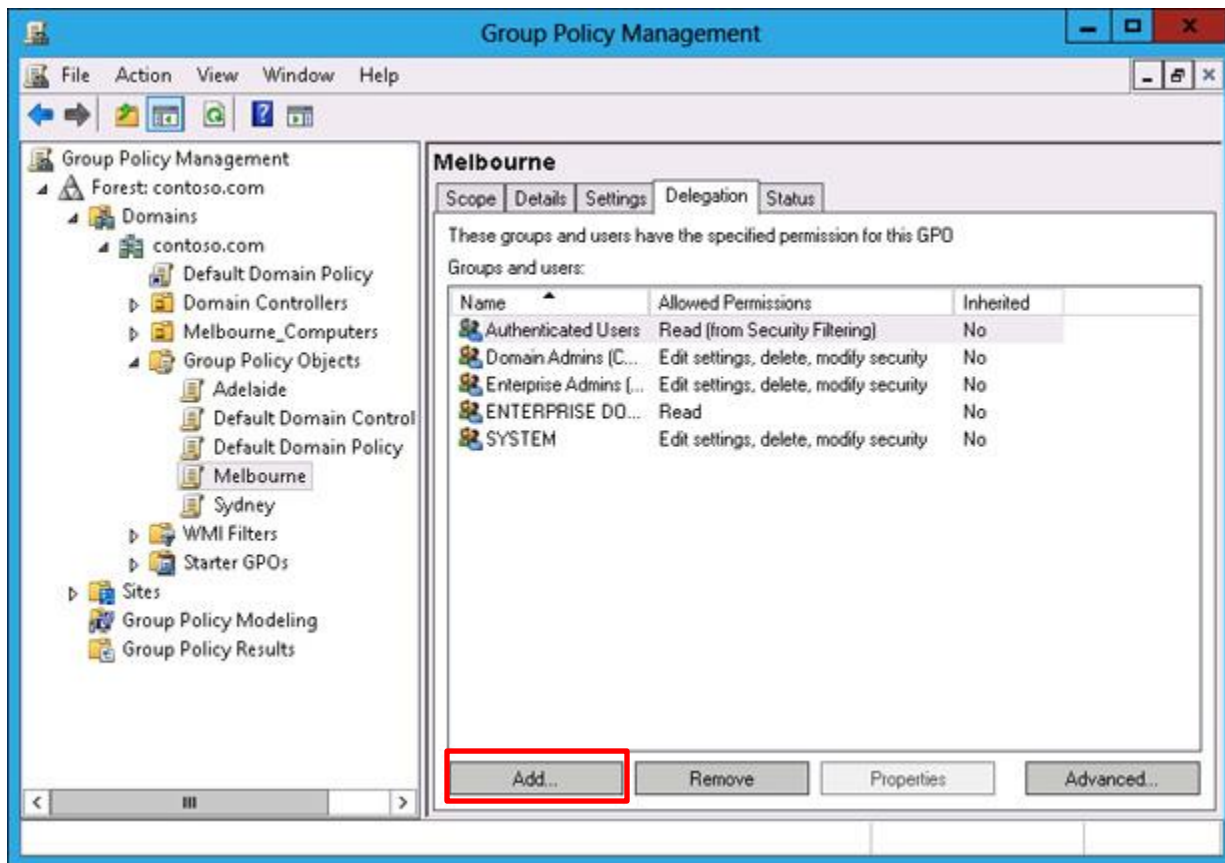 Group Policy Management
File Action View Window Help
Group Policy Management
Forest: contoso.com
Domains
contoso.com
Default Domain Policy
Domain Controllers
Melbourne_Computers
Group Policy Objects
Adelaide
Default Domain Control
Default Domain Policy
Melbourne
Sydney
WMI Filters
Starter GPOs
Sites
Group Policy Modeling
Group Policy Results
Melbourne
Scope Details Settings Delegation Status
These groups and users have the specified permission for this GPO
Groups and users:
Name Allowed Permissions Inherited
Authenticated Users Read (from Security Filtering) No
Domain Admins (C... Edit settings, delete, modify security No
Enterprise Admins (... Edit settings, delete, modify security No
ENTERPRISE DO... Read No
SYSTEM Edit settings, delete, modify security No
Add... Remove Properties Advanced...